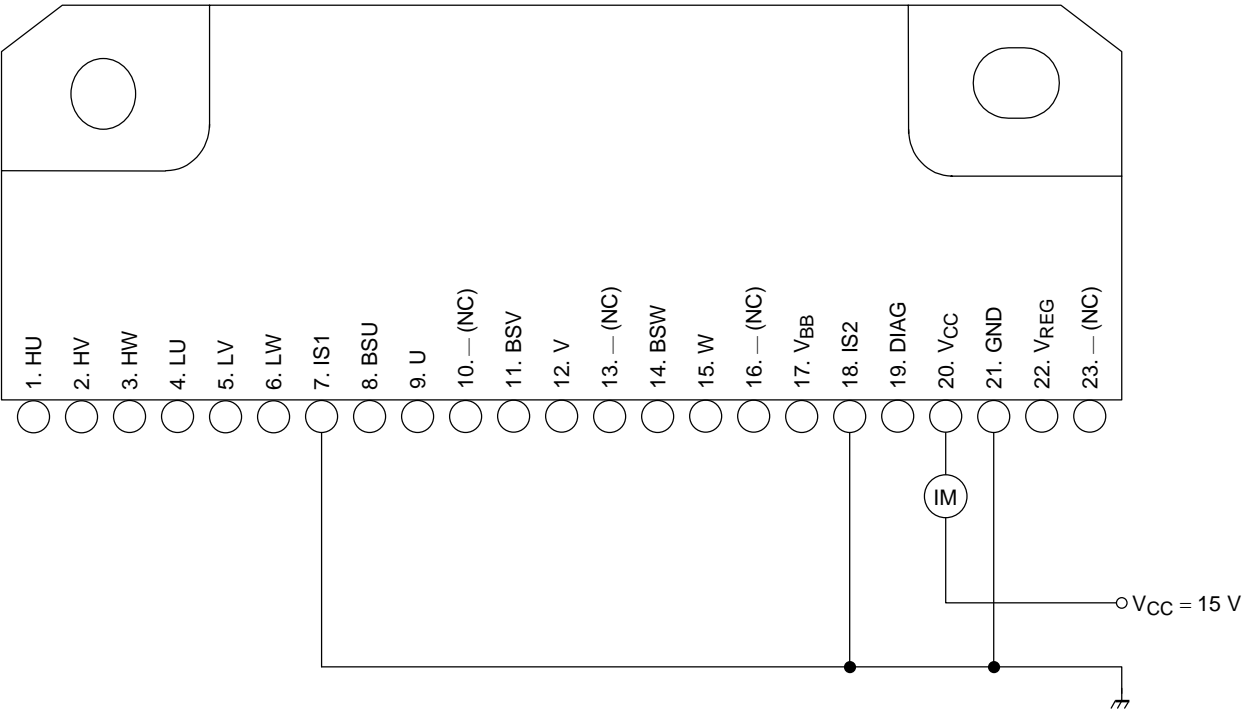 1. HU
2. HV
3. HW
4. LU
5. LV
6. LW
7. IS1
8. BSU
9. U
10. — (NC)
11. BSV
12. V
13. — (NC)
14. BSW
15. W
16. — (NC)
17. VBB
18. IS2
19. DIAG
20. VCC
21. GND
22. VREG
23. — (NC)
IM
VCC = 15 V